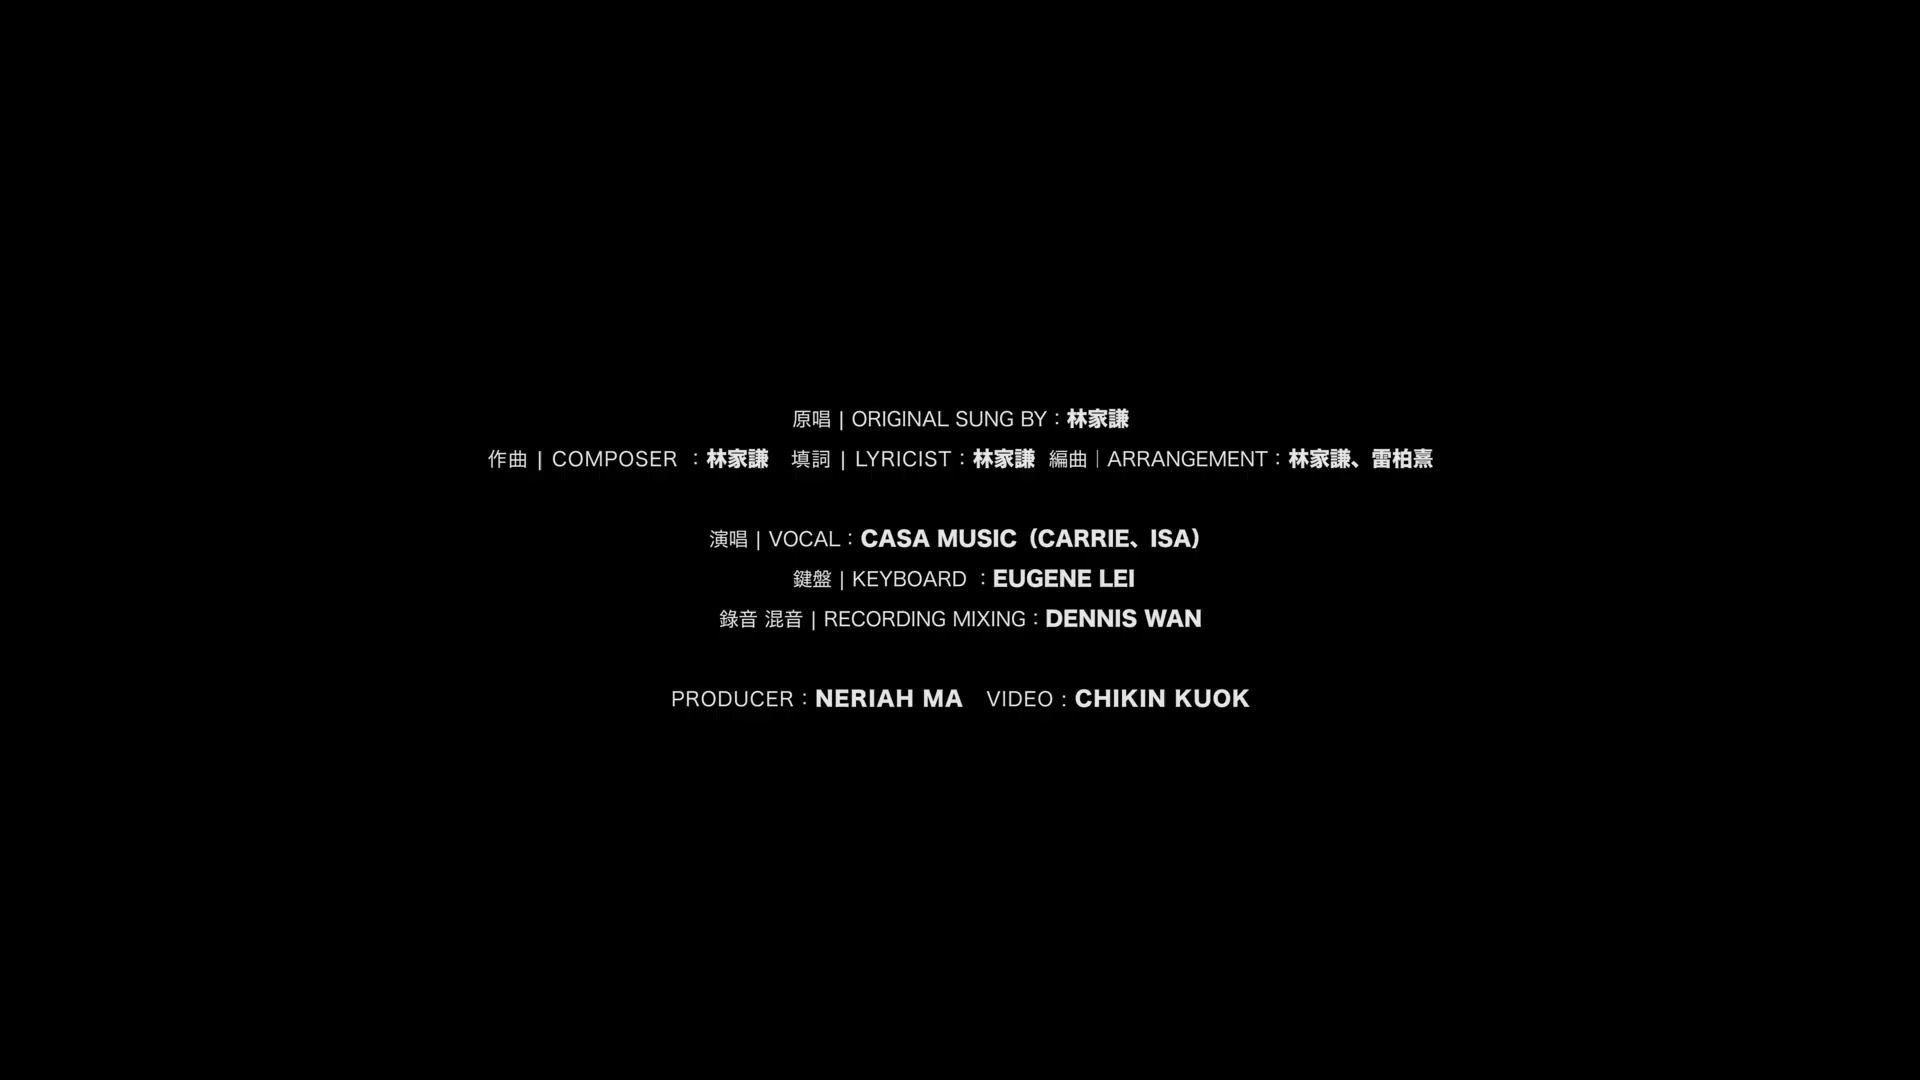 原唱 | ORIGINAL SUNG BY：林家謙
作曲 | COMPOSER ：林家謙 填詞 | LYRICIST：林家謙 編曲｜ARRANGEMENT：林家謙、雷柏熹
演唱 | VOCAL：CASA MUSIC（CARRIE、ISA）
鍵盤 | KEYBOARD ：EUGENE LEI
錄音 混音 | RECORDING MIXING：DENNIS WAN
PRODUCER：NERIAH MA VIDEO：CHIKIN KUOK